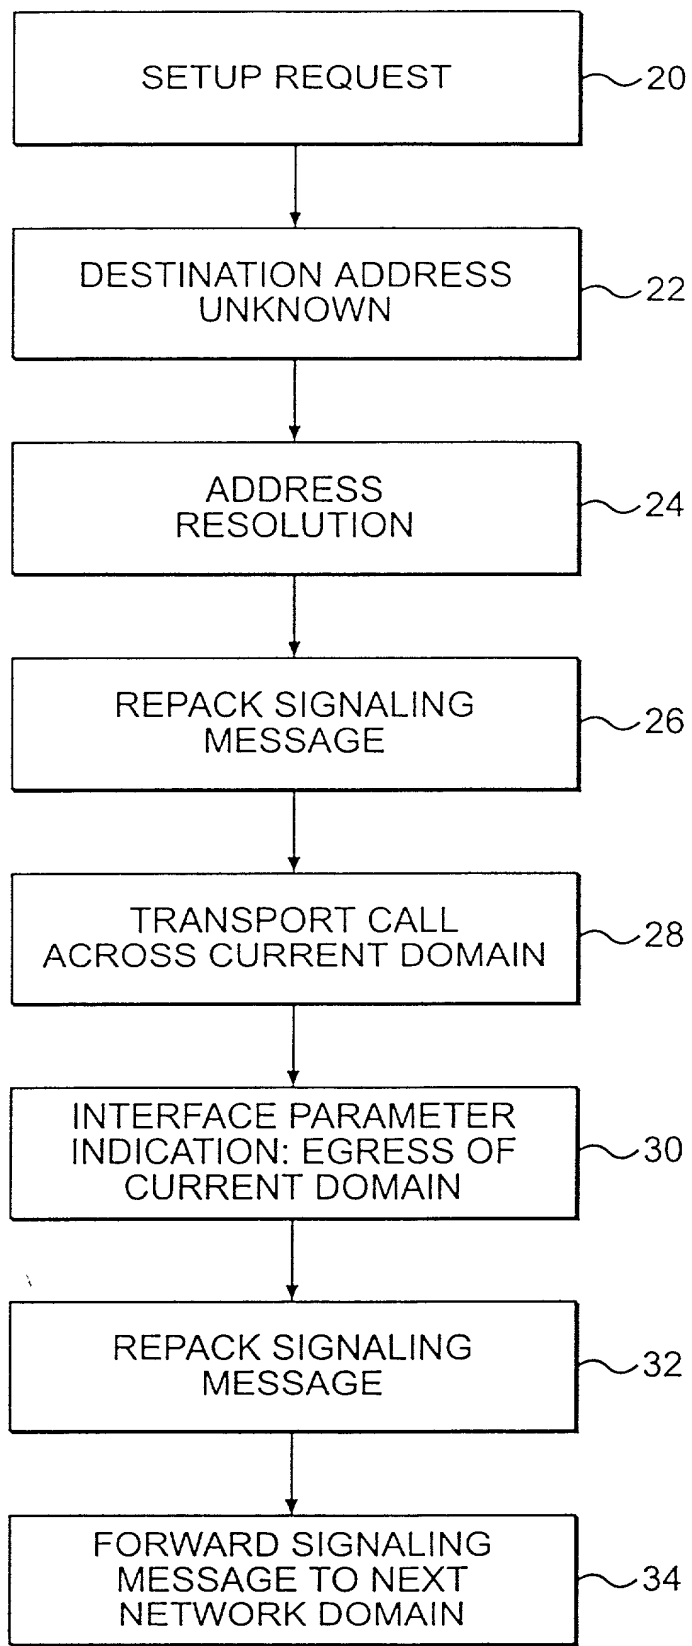 SETUP REQUEST
20
DESTINATION ADDRESS
UNKNOWN
22
ADDRESS
RESOLUTION
24
REPACK SIGNALING
MESSAGE
26
TRANSPORT CALL
ACROSS CURRENT DOMAIN
28
INTERFACE PARAMETER
INDICATION: EGRESS OF
CURRENT DOMAIN
30
REPACK SIGNALING
MESSAGE
32
FORWARD SIGNALING
MESSAGE TO NEXT
NETWORK DOMAIN
34